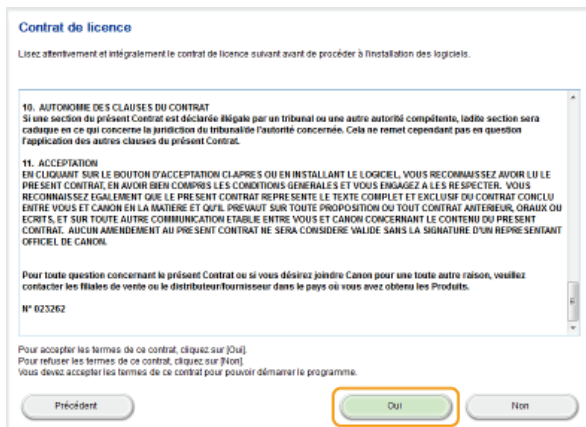 Contrat de licence
Lisez attentivement et intégralement le contrat de licence suivant avant de procéder à l'installation des logiciels.
10. AUTONOMIE DES CLAUSES DU CONTRAT
Si une section du présent Contrat est déclarée illégale par un tribunal ou une autre autorité compétente, ladite section sera
caduque en ce qui concerne la juridiction du tribunal/de l'autorité concernée. Cela ne remet cependant pas en question
l'application des autres clauses du présent Contrat.
11. ACCEPTATION
EN CLIQUANT SUR LE BOUTON D'ACCEPTATION CI-APRES OU EN INSTALLANT LE LOGICIEL, VOUS RECONNAISSEZ AVOIR LU LE
PRESENT CONTRAT, EN AVOIR BIEN COMPRIS LES CONDITIONS GENERALES ET VOUS ENGAGEZ A LES RESPECTER. VOUS
RECONNAISSEZ EGALEMENT QUE LE PRESENT CONTRAT REPRESENTE LE TEXTE COMPLET ET EXCLUSIF DU CONTRAT CONCLU
ENTRE VOUS ET CANON EN LA MATIERE ET QU'IL PREVAUT SUR TOUTE PROPOSITION OU TOUT CONTRAT ANTERIEUR, ORAUX OU
ECRITS, ET SUR TOUTE AUTRE COMMUNICATION ETABLIE ENTRE VOUS ET CANON CONCERNANT LE CONTENU DU PRESENT
CONTRAT. AUCUN AMENDEMENT AU PRESENT CONTRAT NE SERA CONSIDERE VALIDE SANS LA SIGNATURE D'UN REPRESENTANT
OFFICIEL DE CANON.
Pour toute question concernant le présent Contrat ou si vous désirez joindre Canon pour une toute autre raison, veuillez
contacter les filiales de vente ou le distributeur/fournisseur dans le pays où vous avez obtenu les Produits.
N° 023262
Pour accepter les termes de ce contrat, cliquez sur [Oui].
Pour refuser les termes de ce contrat, cliquez sur [Non].
Vous devez accepter les termes de ce contrat pour pouvoir démarrer le programme.
Précédent
Oui
Non